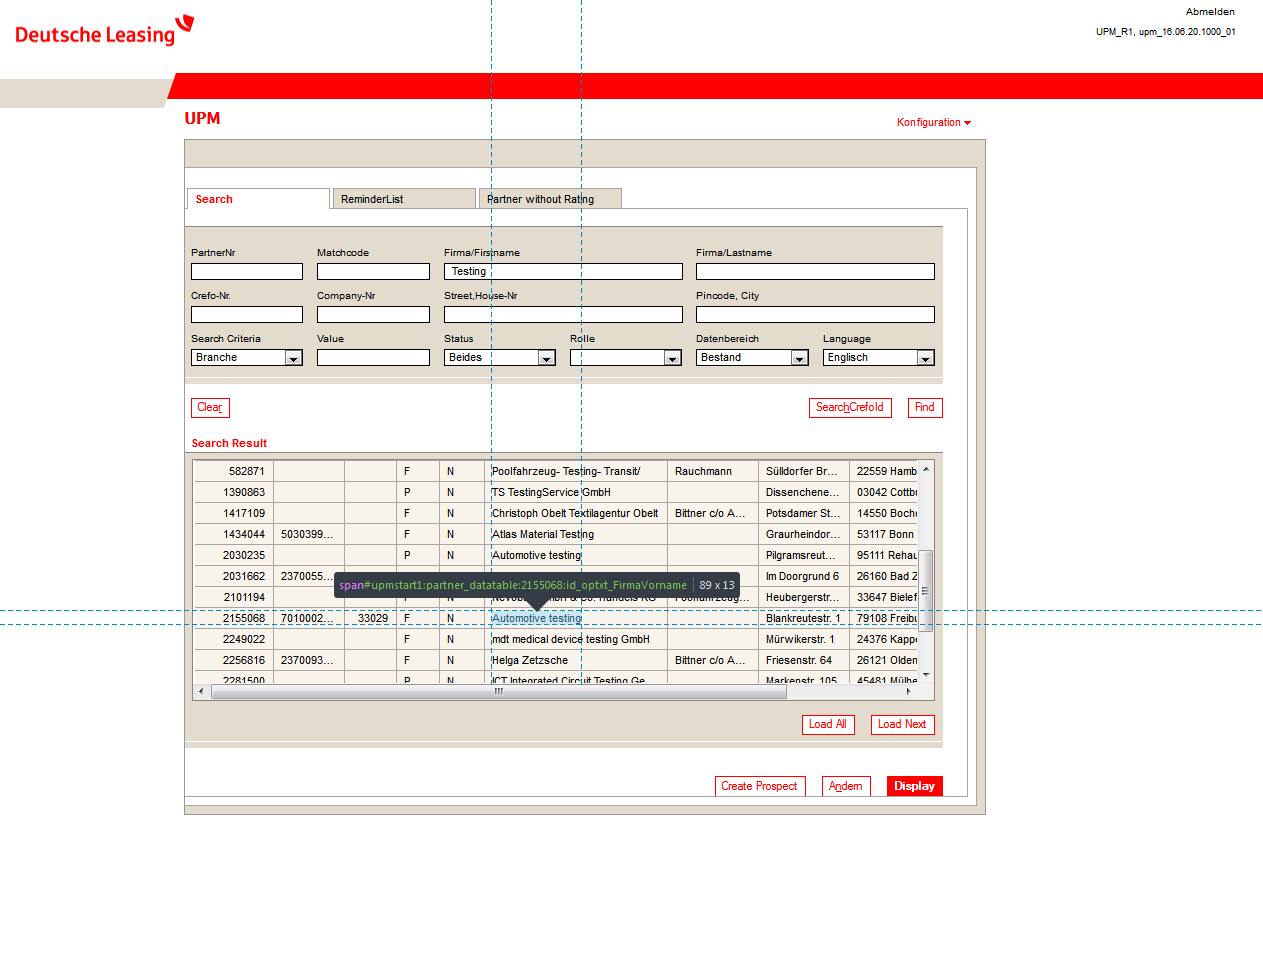 Deutsche Leasing
Abmelden
UPM_R1, upm_16.06.20.1000_01
UPM
Konfiguration
Search
ReminderList
Partner without Rating
PartnerNr
Matchcode
Firma/Firstname
Firma/Lastname
Testing
Crefo-Nr.
Company-Nr
Street,House-Nr
Pincode, City
Search Criteria
Value
Status
Rolle
Datenbereich
Language
Branche
Beides
Bestand
Englisch
Clear
SearchCrefoId
Find
Search Result
582871 F N Poolfahrzeug- Testing- Transit/ Rauchmann Sülldorfer Br... 22559 Hamb
1390863 P N TS TestingService GmbH Dissenchene... 03042 Cottb
1417109 F N Christoph Obelt Textilagentur Obelt Bittner c/o A... Potsdamer St... 14550 Boch
1434044 5030399... F N Atlas Material Testing Graurheindor... 53117 Bonn
2030235 P N Automotive testing Pilgramsreut... 95111 Rehau
2031662 2370055... Im Doorgrund 6 26160 Bad Z
span#upmstart1:partner_datatable:2155068:id_optxt_FirmaVorname 89 x 13
2101194 Heubergerstr... 33647 Bielef
2155068 7010002... 33029 F N Automotive testing Blankreutestr. 1 79108 Freibu
2249022 F N mdt medical device testing GmbH Mürwikerstr. 1 24376 Kappe
2256816 2370093... F N Helga Zetzsche Bittner c/o A... Friesenstr. 64 26121 Olden
2281500 P N ICT Integrated Circuit Testing Ge Markenstr. 105 45481 Mülhe
Load All
Load Next
Create Prospect
Ändern
Display